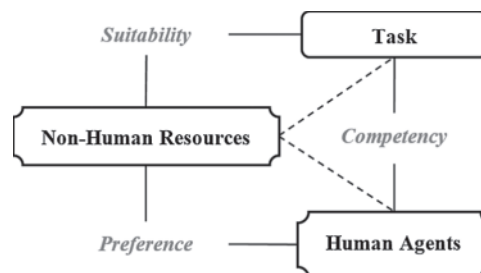 Suitability
Task
Non-Human Resources
Competency
Preference
Human Agents